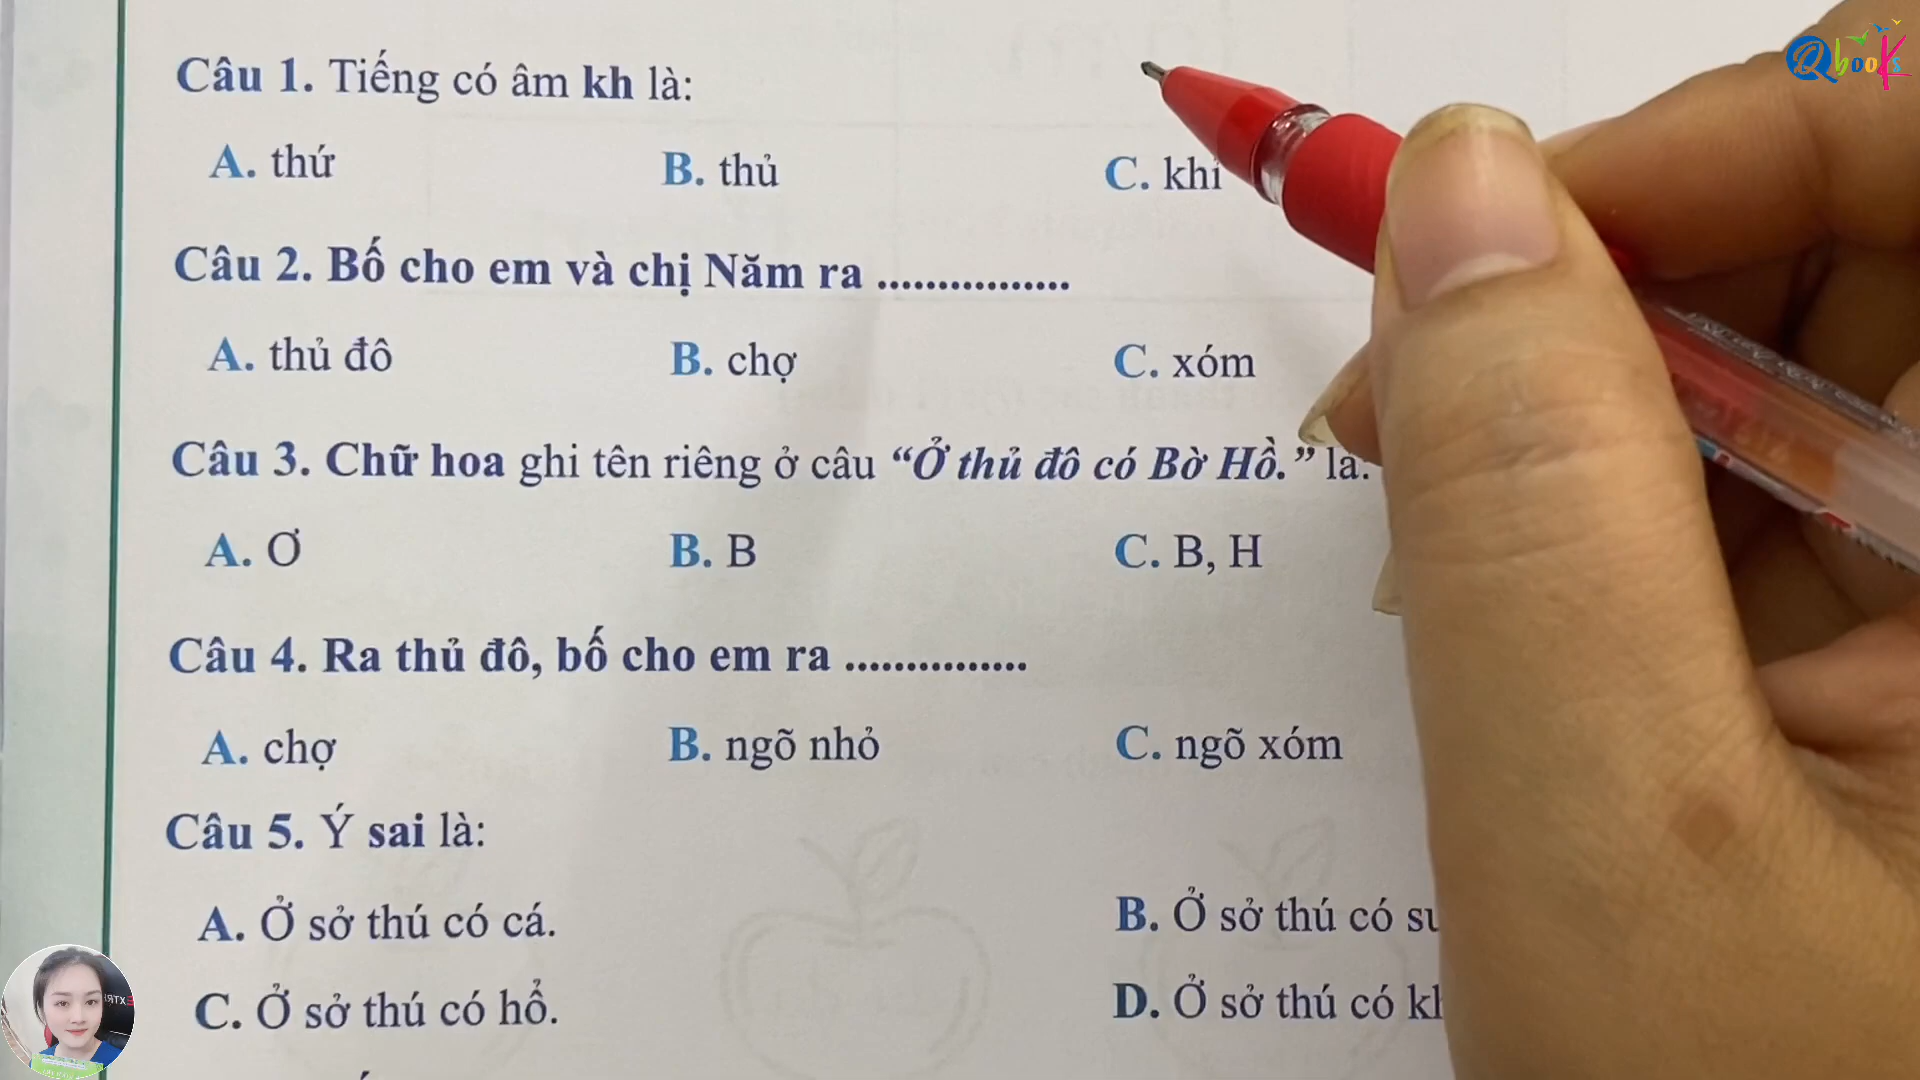 Qbooks
Câu 1. Tiếng có âm kh là:
A. thứ B. thủ C. khỉ
Câu 2. Bố cho em và chị Năm ra ................
A. thủ đô B. chợ C. xóm
Câu 3. Chữ hoa ghi tên riêng ở câu “Ở thủ đô có Bờ Hồ.” là:
A. Ơ B. B C. B, H
Câu 4. Ra thủ đô, bố cho em ra ...............
A. chợ B. ngõ nhỏ C. ngõ xóm
Câu 5. Ý sai là:
A. Ở sở thú có cá. B. Ở sở thú có
C. Ở sở thú có hổ. D. Ở sở thú có